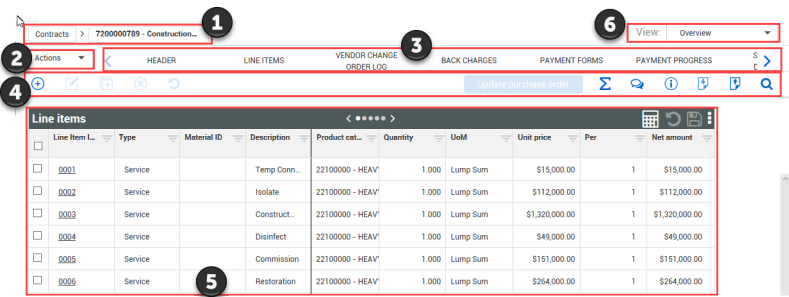 1
6
Contracts > 7200000789 - Construction...
View: Overview
2
Actions
3
HEADER LINE ITEMS VENDOR CHANGE ORDER LOG BACK CHARGES PAYMENT FORMS PAYMENT PROGRESS S
4
Update purchase order
Line items
Line Item I... Type Material ID Description Product cat... Quantity UoM Unit price Per Net amount
0001 Service Temp Conn.. 22100000 - HEAV 1.000 Lump Sum $15,000.00 1 $15,000.00
0002 Service Isolate 22100000 - HEAV 1.000 Lump Sum $112,000.00 1 $112,000.00
0003 Service Construct.. 22100000 - HEAV 1.000 Lump Sum $1,320,000.00 1 $1,320,000.00
0004 Service Disinfect 22100000 - HEAV 1.000 Lump Sum $49,000.00 1 $49,000.00
0005 Service Commission 22100000 - HEAV 1.000 Lump Sum $151,000.00 1 $151,000.00
0006 Service Restoration 22100000 - HEAV 1.000 Lump Sum $264,000.00 1 $264,000.00
5